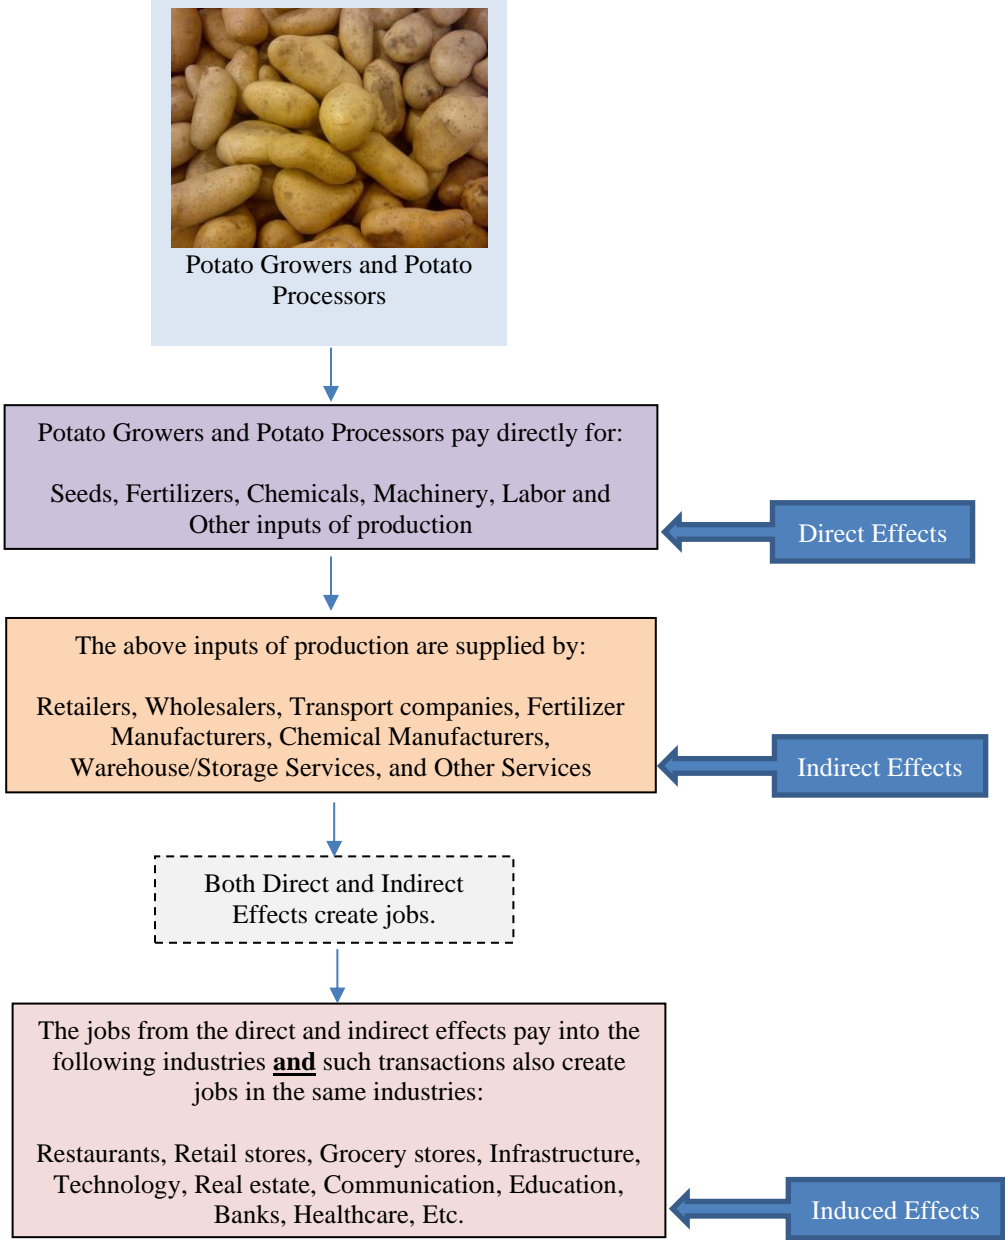 Potato Growers and Potato
Processors
Potato Growers and Potato Processors pay directly for:
Seeds, Fertilizers, Chemicals, Machinery, Labor and
Other inputs of production
Direct Effects
The above inputs of production are supplied by:
Retailers, Wholesalers, Transport companies, Fertilizer
Manufacturers, Chemical Manufacturers,
Warehouse/Storage Services, and Other Services
Indirect Effects
Both Direct and Indirect
Effects create jobs.
The jobs from the direct and indirect effects pay into the
following industries and such transactions also create
jobs in the same industries:
Restaurants, Retail stores, Grocery stores, Infrastructure,
Technology, Real estate, Communication, Education,
Banks, Healthcare, Etc.
Induced Effects